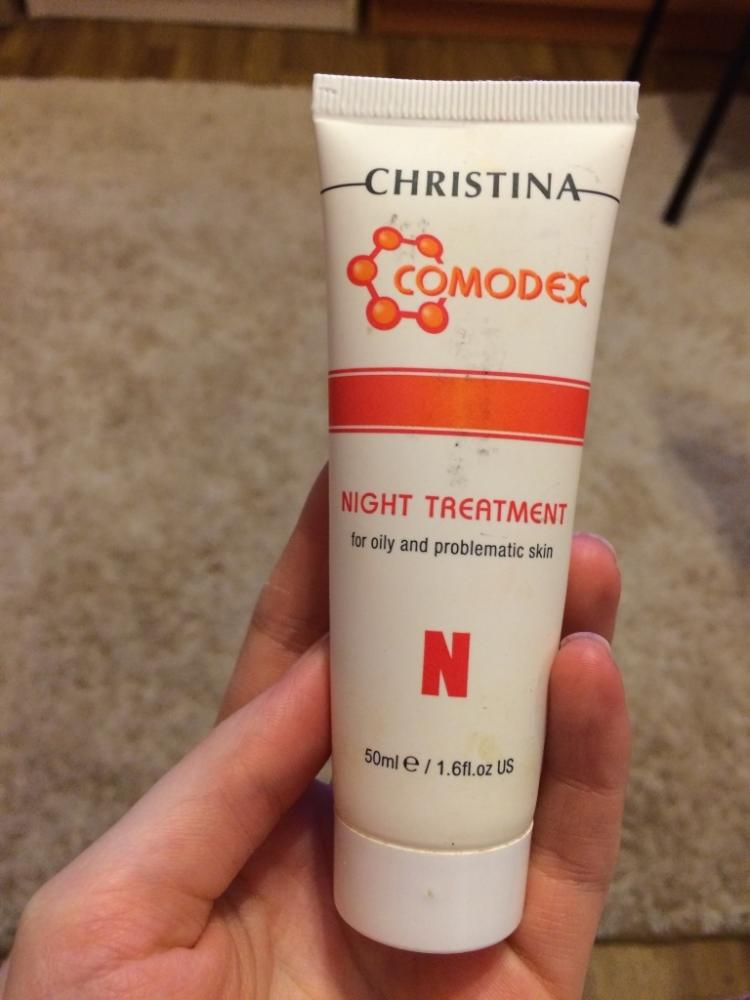 CHRISTINA
COMODEX
NIGHT TREATMENT
for oily and problematic skin
N
50ml ℮ / 1.6fl.oz US